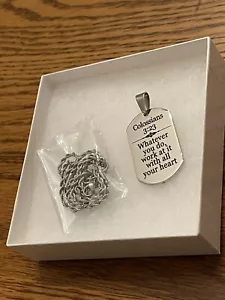 Colossians
3:23
Whatever
you do,
work at it
with all
your heart